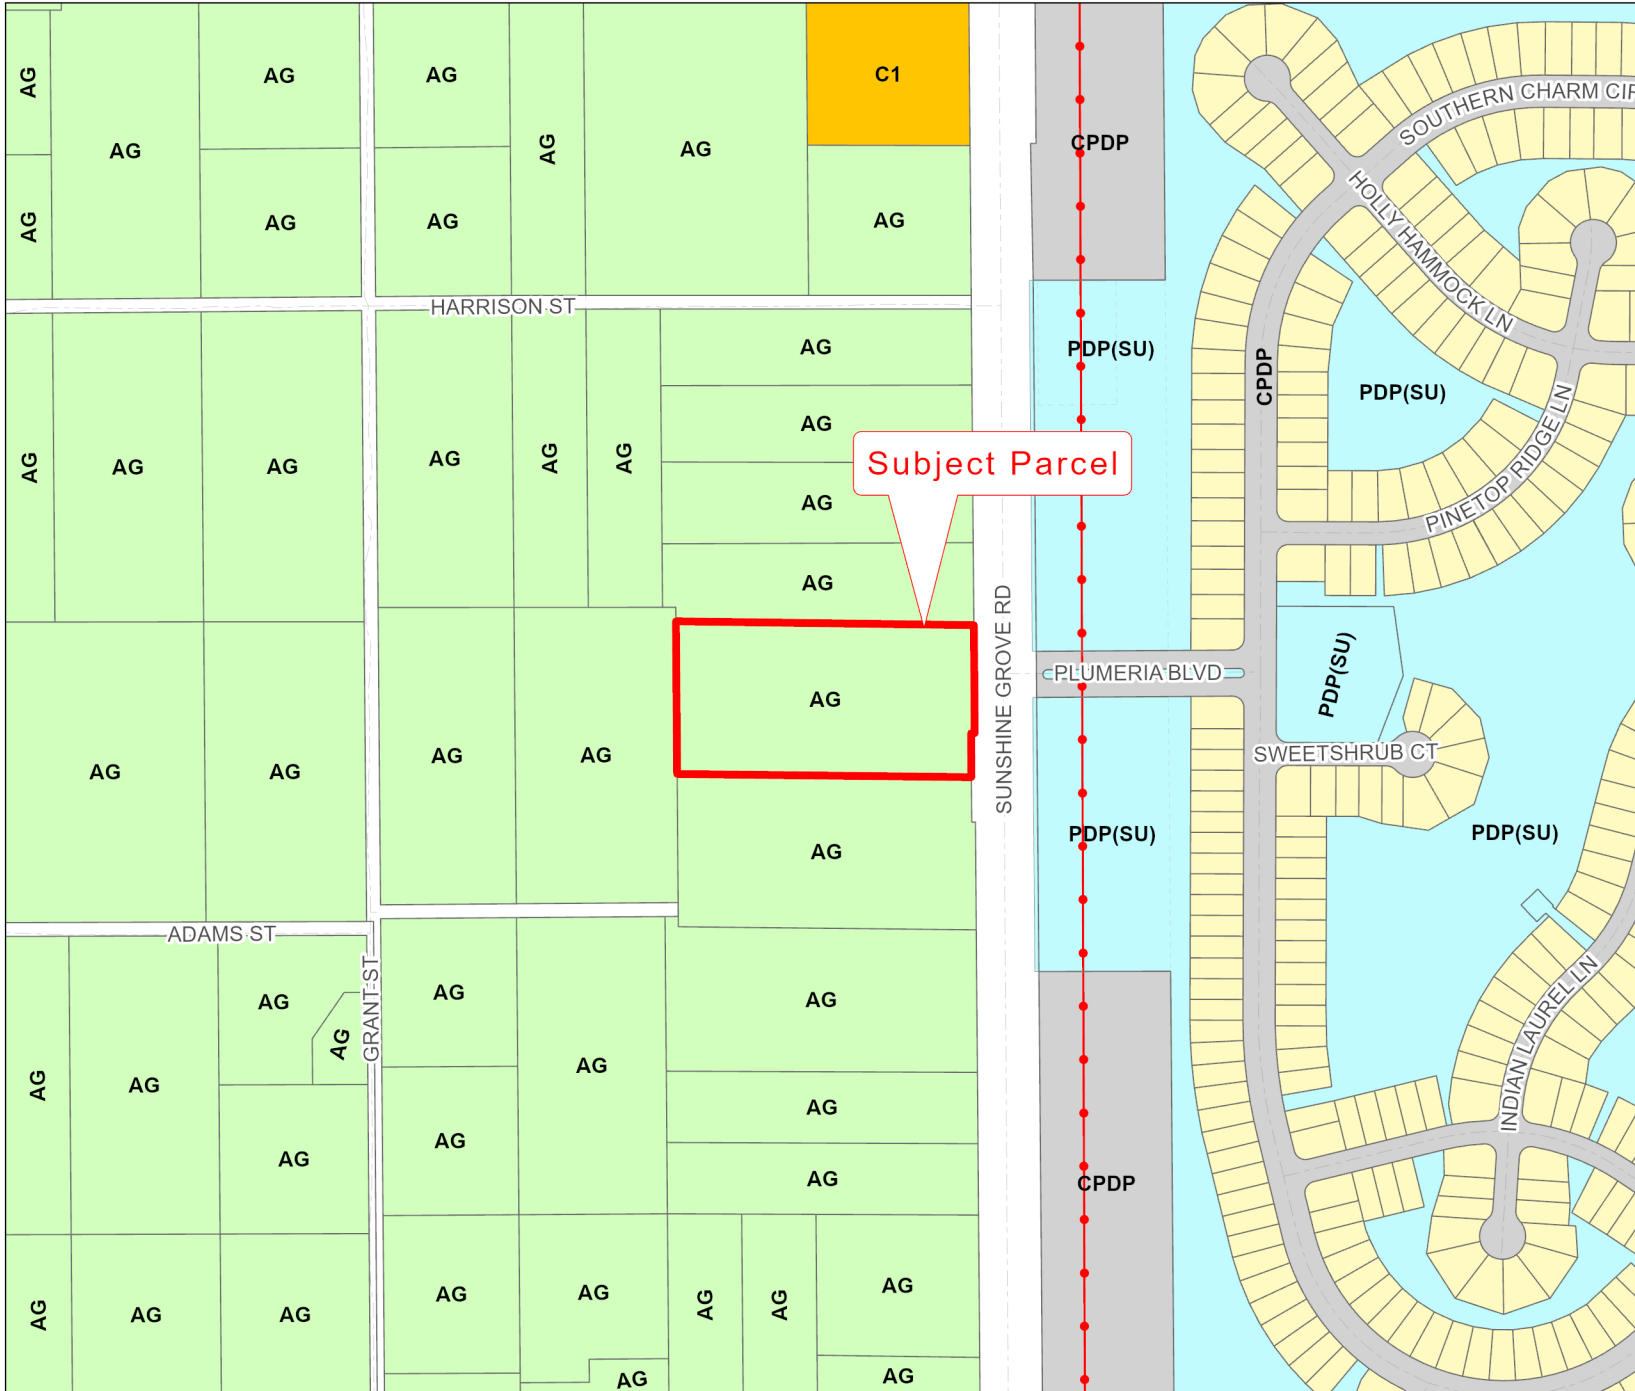 AG
AG
AG
C1
AG
AG
AG
AG
CPDP
AG
AG
AG
AG
SOUTHERN CHARM CIR
HOLLY HAMMOCK LN
HARRISON ST
AG
PDP(SU)
CPDP
PDP(SU)
AG
AG
AG
AG
AG
AG
AG
Subject Parcel
AG
PINETOP RIDGE LN
AG
SUNSHINE GROVE RD
PLUMERIA BLVD
PDP(SU)
AG
AG
AG
AG
AG
SWEETSHRUB CT
PDP(SU)
PDP(SU)
AG
ADAMS ST
GRANT ST
AG
AG
AG
AG
INDIAN LAUREL LN
AG
AG
AG
AG
AG
AG
AG
CPDP
AG
AG
AG
AG
AG
AG
AG
AG
AG
AG